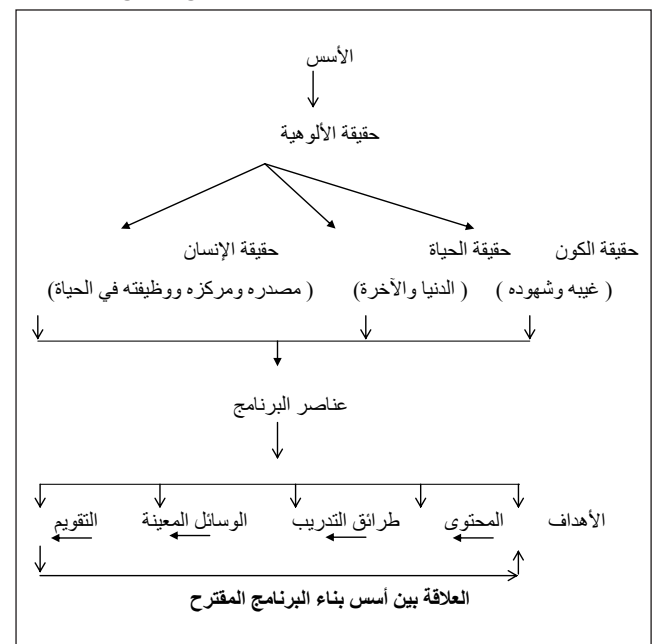 الأسس
حقيقة الألوهية
حقيقة الكون حقيقة الحياة حقيقة الإنسان
( غيبه وشهوده ) ( الدنيا والآخرة) ( مصدره ومركزه ووظيفته في الحياة)
عناصر البرنامج
الأهداف المحتوى طرائق التدريب الوسائل المعينة التقويم
العلاقة بين أسس بناء البرنامج المقترح